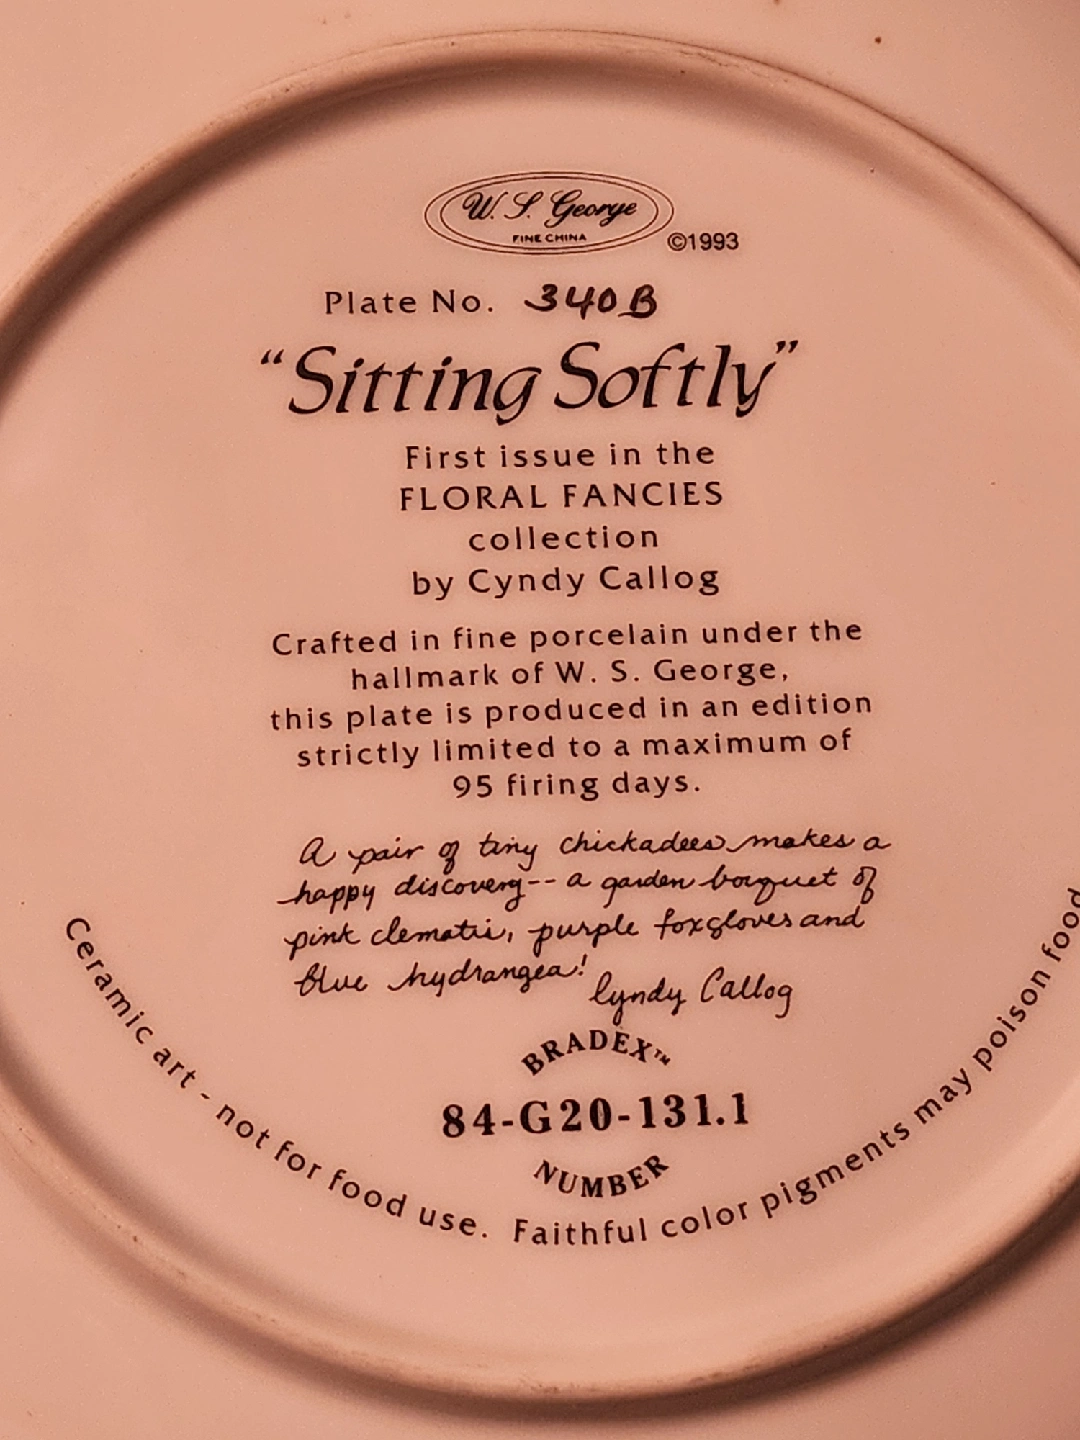 W. S. George
FINE CHINA
©1993
Plate No. 340B
“Sitting Softly”
First issue in the
FLORAL FANCIES
collection
by Cyndy Callog
Crafted in fine porcelain under the
hallmark of W. S. George,
this plate is produced in an edition
strictly limited to a maximum of
95 firing days.
A pair of tiny chickadees makes a
happy discovery-- a garden bouquet of
pink clematis, purple foxgloves and
blue hydrangea!
Cyndy Callog
BRADEX™
84-G20-131.1
NUMBER
Ceramic art - not for food use. Faithful color pigments may poison food